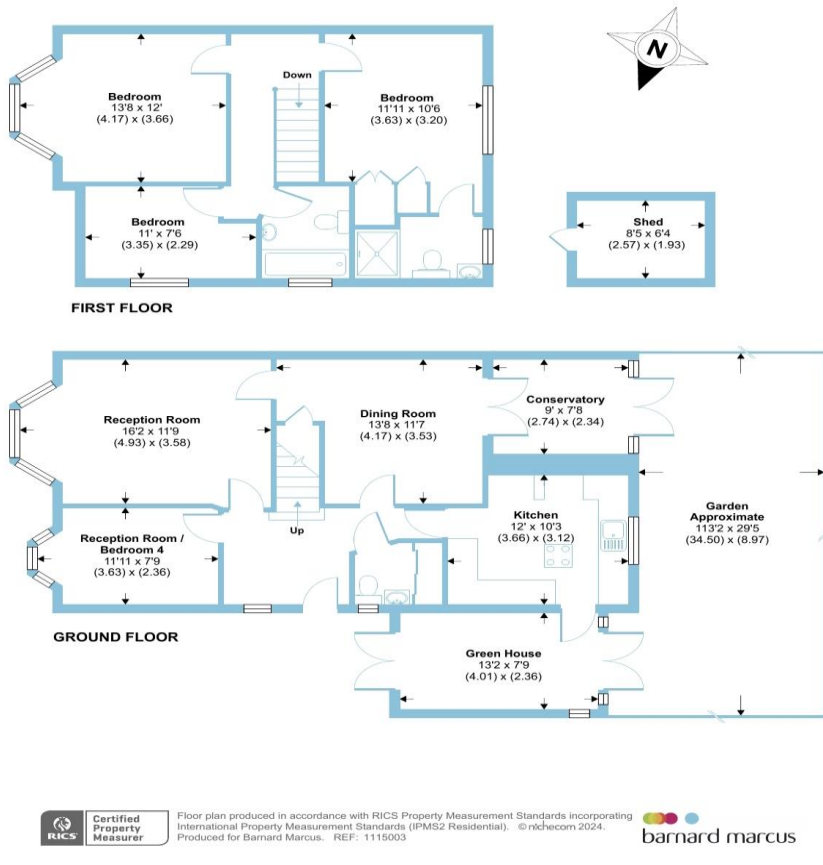 N
Bedroom
13'8 x 12'
(4.17) x (3.66)
Down
Bedroom
11'11 x 10'6
(3.63) x (3.20)
Bedroom
11' x 7'6
(3.35) x (2.29)
Shed
8'5 x 6'4
(2.57) x (1.93)
FIRST FLOOR
Reception Room
16'2 x 11'9
(4.93) x (3.58)
Dining Room
13'8 x 11'7
(4.17) x (3.53)
Conservatory
9' x 7'8
(2.74) x (2.34)
Kitchen
12' x 10'3
(3.66) x (3.12)
Garden
Approximate
113'2 x 29'5
(34.50) x (8.97)
Up
Reception Room /
Bedroom 4
11'11 x 7'9
(3.63) x (2.36)
GROUND FLOOR
Green House
13'2 x 7'9
(4.01) x (2.36)
RICS
Certified
Property
Measurer
Floor plan produced in accordance with RICS Property Measurement Standards incorporating
International Property Measurement Standards (IPMS2 Residential). © nichecom 2024.
Produced for Barnard Marcus. REF: 1115003
barnard marcus